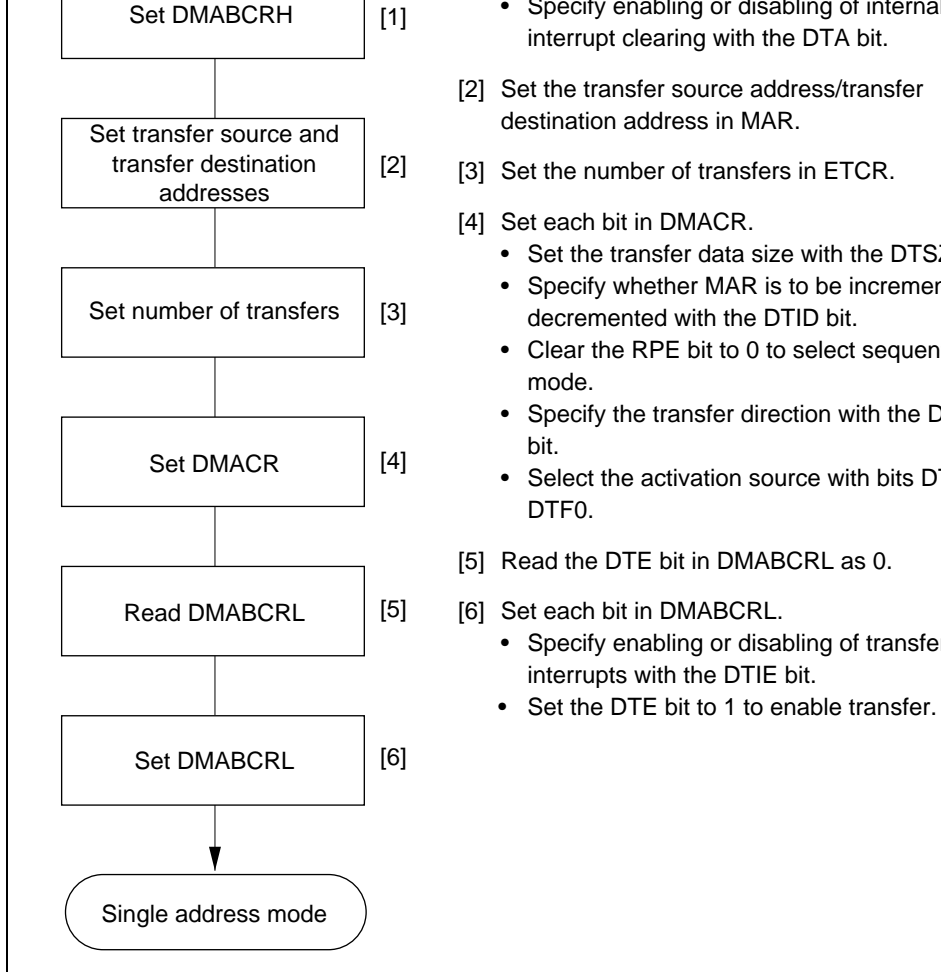 Set DMABCRH
[1]
Set transfer source and
transfer destination
addresses
[2]
Set number of transfers
[3]
Set DMACR
[4]
Read DMABCRL
[5]
Set DMABCRL
[6]
Single address mode
• Specify enabling or disabling of internal
interrupt clearing with the DTA bit.
[2] Set the transfer source address/transfer
destination address in MAR.
[3] Set the number of transfers in ETCR.
[4] Set each bit in DMACR.
• Set the transfer data size with the
• Specify whether MAR is to be
decremented with the DTID bit.
• Clear the RPE bit to 0 to select
mode.
• Specify the transfer direction with the
bit.
• Select the activation source with bits
DTF0.
[5] Read the DTE bit in DMABCRL as 0.
[6] Set each bit in DMABCRL.
• Specify enabling or disabling of transfer
interrupts with the DTIE bit.
• Set the DTE bit to 1 to enable transfer.